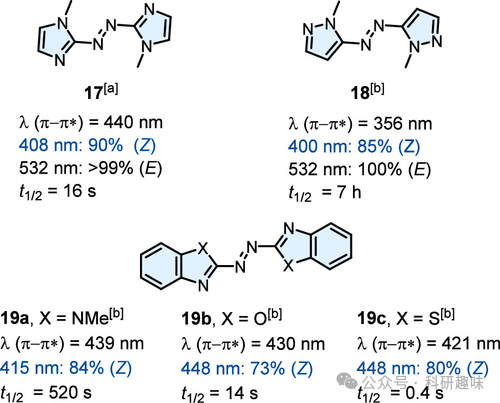 N N N N N N
17[a]
λ (π−π*) = 440 nm
408 nm: 90% (Z)
532 nm: >99% (E)
t1/2 = 16 s
N N N N N N
18[b]
λ (π−π*) = 356 nm
400 nm: 85% (Z)
532 nm: 100% (E)
t1/2 = 7 h
X N N N N X
19a, X = NMe[b]
λ (π−π*) = 439 nm
415 nm: 84% (Z)
t1/2 = 520 s
19b, X = O[b]
λ (π−π*) = 430 nm
448 nm: 73% (Z)
t1/2 = 14 s
19c, X = S[b]
λ (π−π*) = 421 nm
448 nm: 80% (Z)
t1/2 = 0.4 s
公众号 · 科研趣味